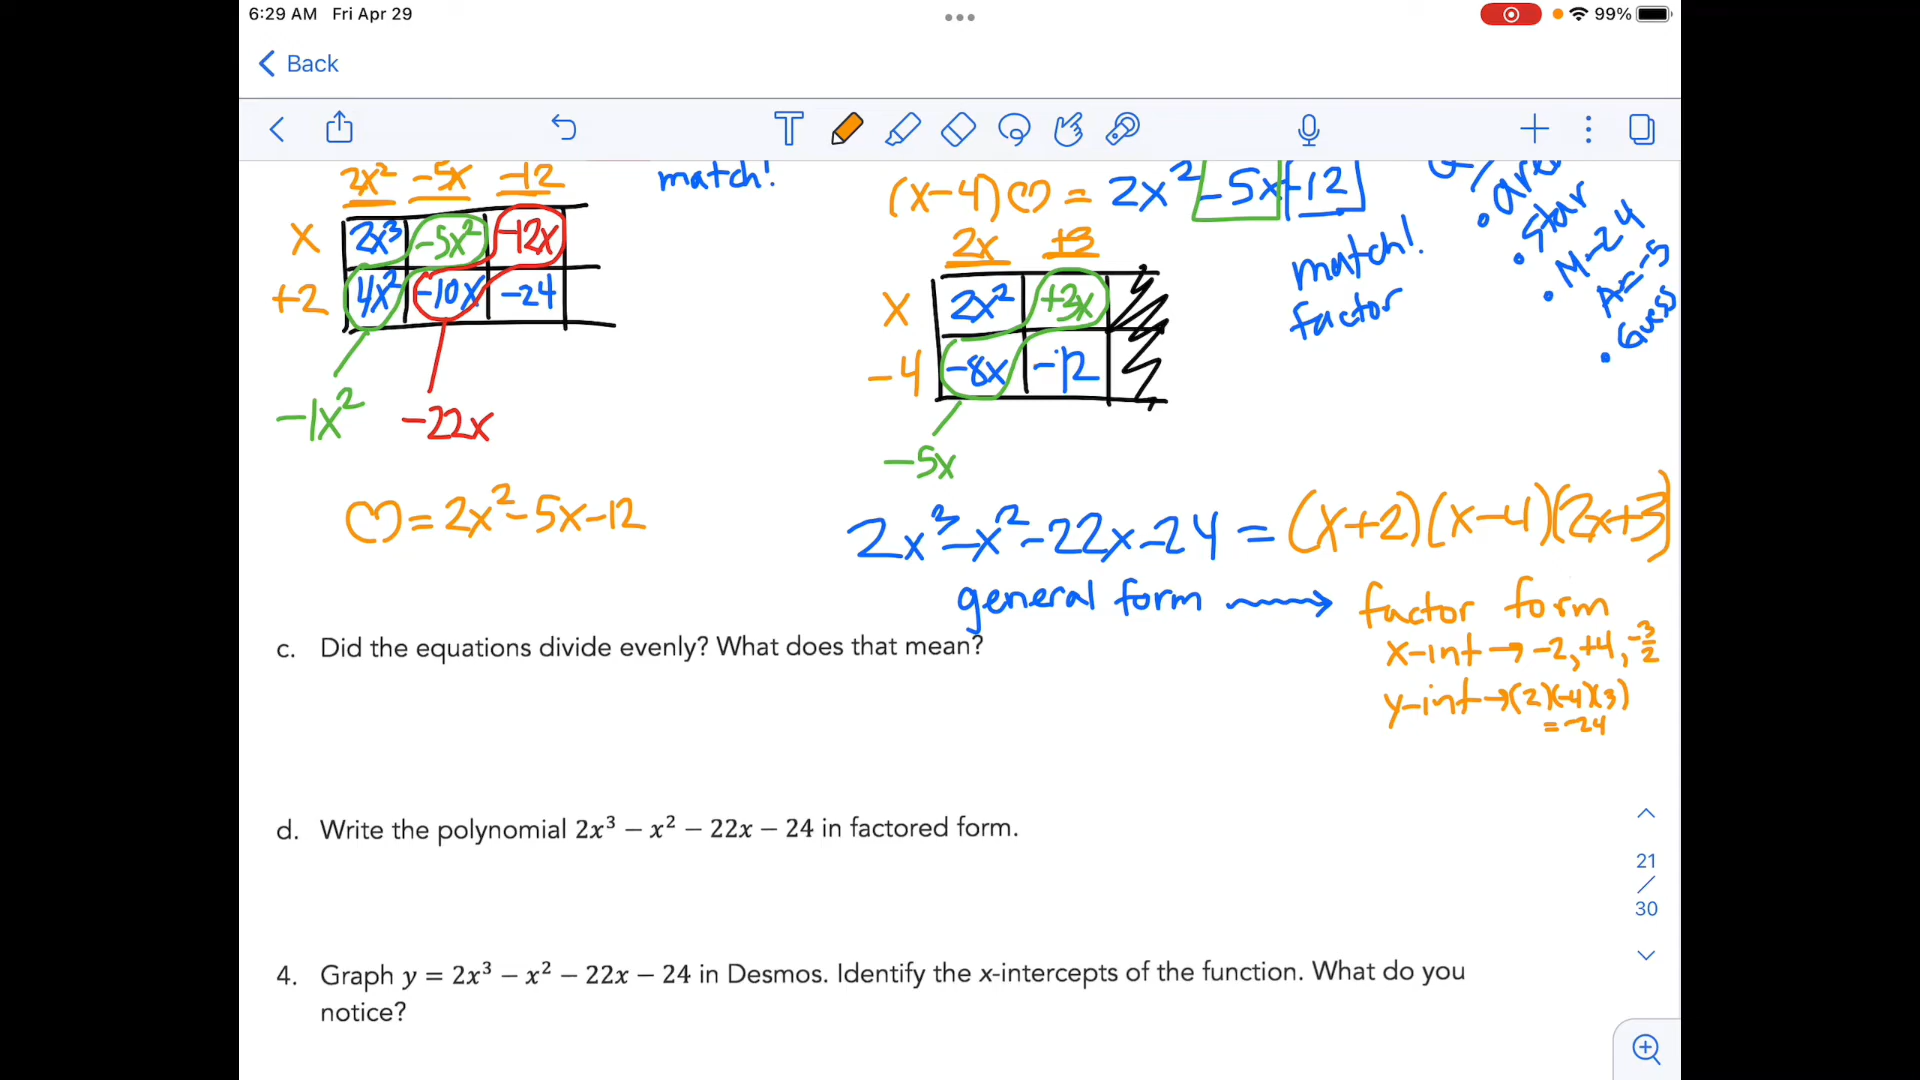 6:29 AM Fri Apr 29
99%
Back
2x² -5x -12
match!
x 2x³ -5x² -12x
+2 4x² -10x -24
-1x² -22x
♡ = 2x² - 5x - 12
(x-4)♡ = 2x² -5x -12
2x +3
x 2x² +3x
-4 -8x -12
-5x
match!
factor
• Star
• M -24
A = -5
• Guess
2x³ - x² - 22x - 24 = (x+2)(x-4)(2x+3)
general form → factor form
x-int → -2, +4, -3/2
y-int → (2)(-4)(3)
= -24
c. Did the equations divide evenly? What does that mean?
d. Write the polynomial 2x³ − x² − 22x − 24 in factored form.
4. Graph y = 2x³ − x² − 22x − 24 in Desmos. Identify the x-intercepts of the function. What do you
notice?
21
/
30